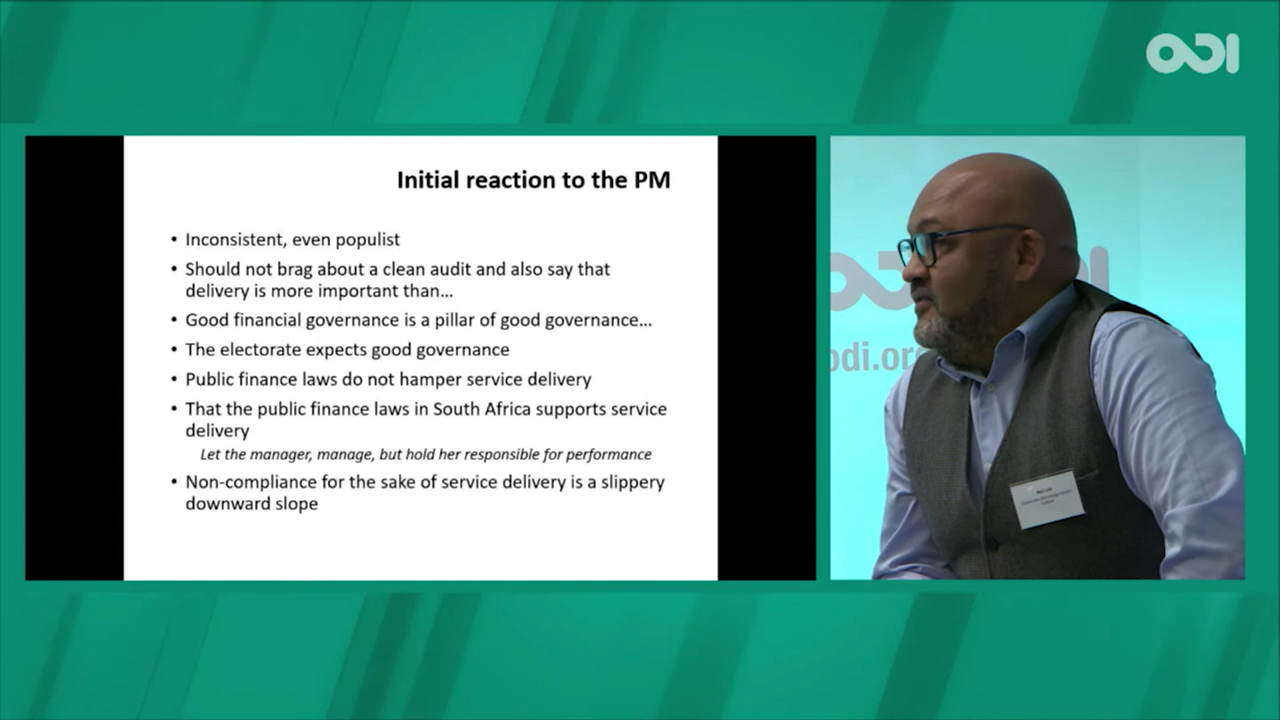 ODI
Initial reaction to the PM
• Inconsistent, even populist
• Should not brag about a clean audit and also say that
delivery is more important than...
• Good financial governance is a pillar of good governance...
• The electorate expects good governance
• Public finance laws do not hamper service delivery
• That the public finance laws in South Africa supports service
delivery
Let the manager, manage, but hold her responsible for performance
• Non-compliance for the sake of service delivery is a slippery
downward slope
odi.or